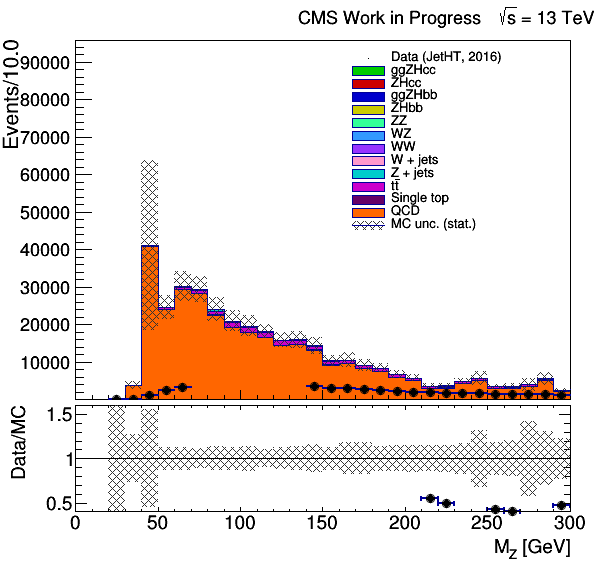 CMS Work in Progress √s = 13 TeV
Events/10.0
90000
80000
70000
60000
50000
40000
30000
20000
10000
Data (JetHT, 2016)
ggZHcc
ZHcc
ggZHbb
ZHbb
ZZ
WZ
WW
W + jets
Z + jets
tt̄
Single top
QCD
MC unc. (stat.)
Data/MC
1.5
1
0.5
0 50 100 150 200 250 300
M_Z [GeV]